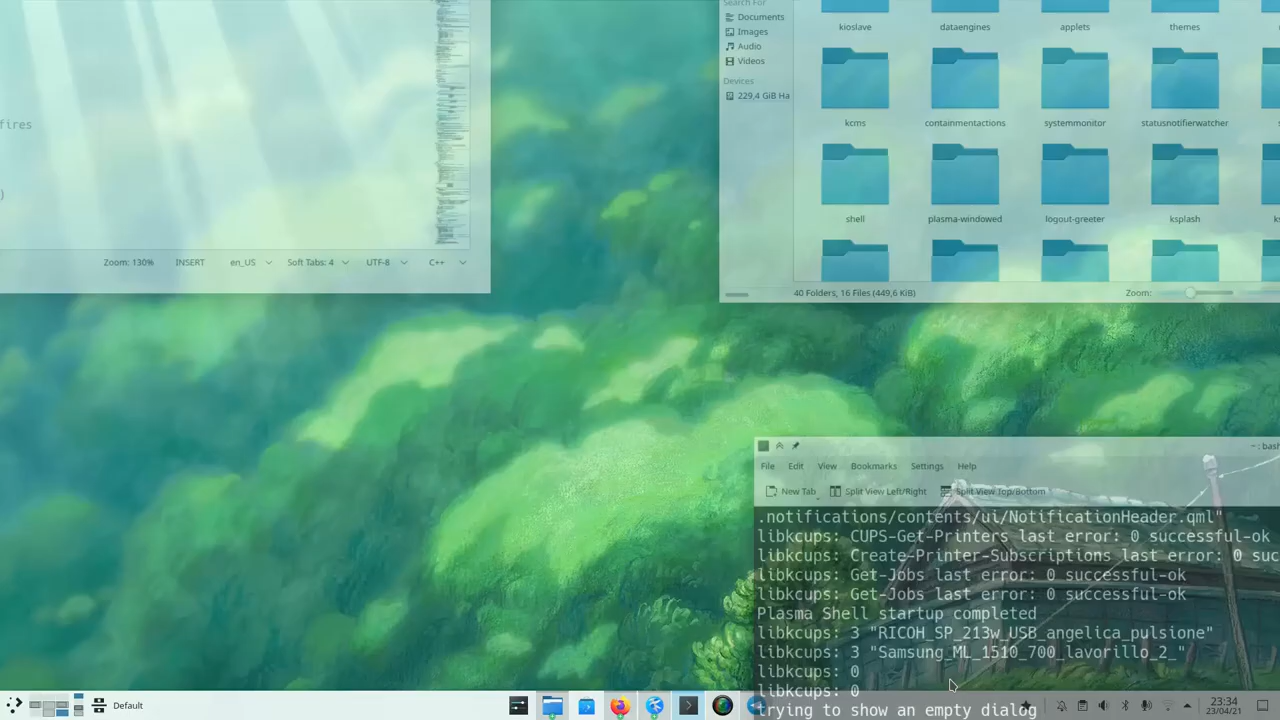 fires
)
Zoom: 130% INSERT en_US Soft Tabs: 4 UTF-8 C++
Search For
Documents
Images
Audio
Videos
Devices
229,4 GiB Ha
kioslave dataengines applets themes
kcms containmentactions systemmonitor statusnotifierwatcher
shell plasma-windowed logout-greeter ksplash
40 Folders, 16 Files (449,6 KiB) Zoom:
~ : bash
File Edit View Bookmarks Settings Help
New Tab Split View Left/Right Split View Top/Bottom
.notifications/contents/ui/NotificationHeader.qml"
libkcups: CUPS-Get-Printers last error: 0 successful-ok
libkcups: Create-Printer-Subscriptions last error: 0 suc
libkcups: Get-Jobs last error: 0 successful-ok
libkcups: Get-Jobs last error: 0 successful-ok
Plasma Shell startup completed
libkcups: 3 "RICOH_SP_213w_USB_angelica_pulsione"
libkcups: 3 "Samsung_ML_1510_700_lavorillo_2_"
libkcups: 0
libkcups: 0
trying to show an empty dialog
Default
23:34
23/04/21